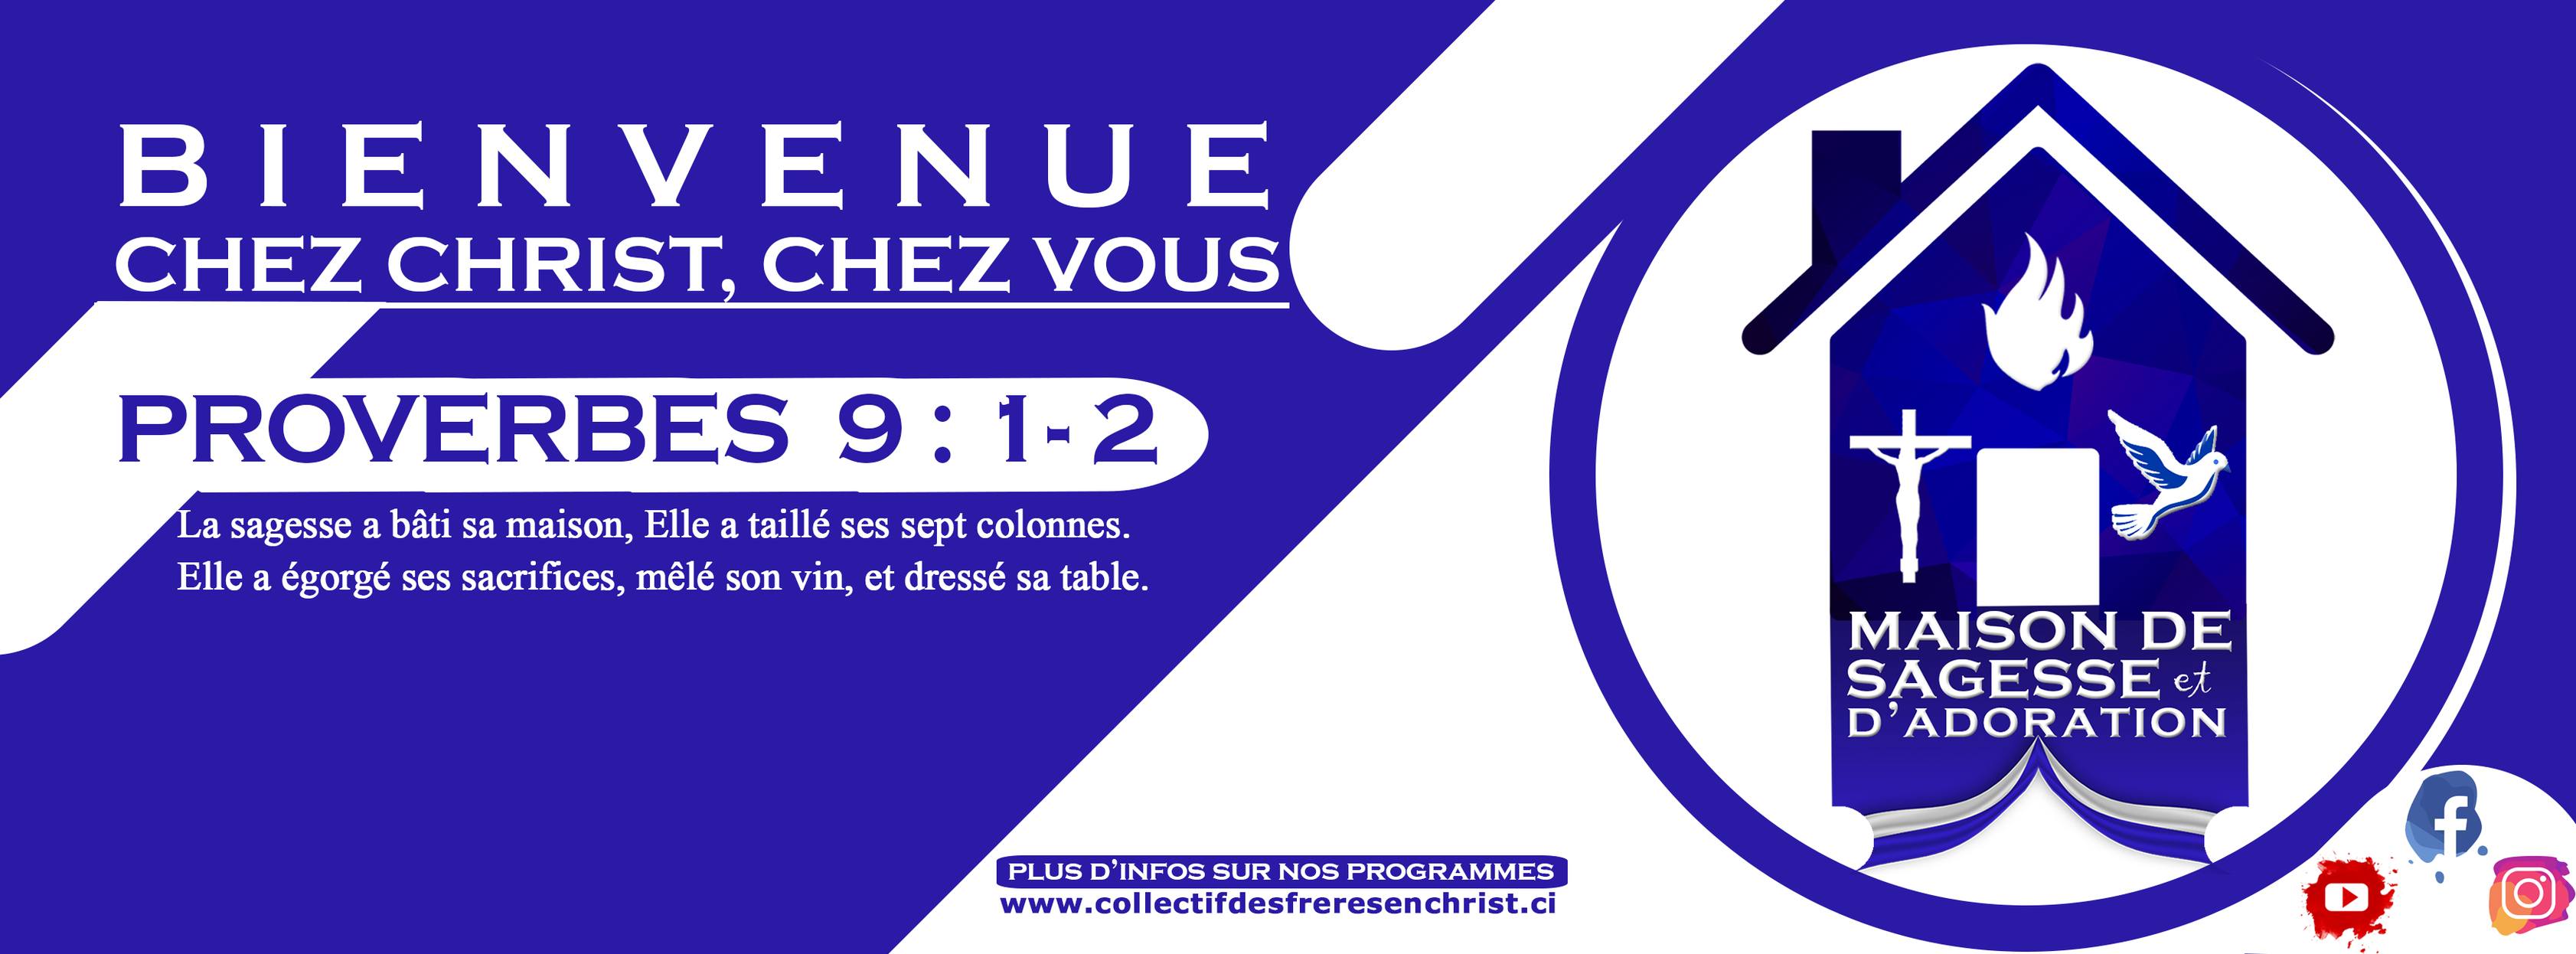 BIENVENUE
CHEZ CHRIST, CHEZ VOUS
PROVERBES 9 : 1-2
La sagesse a bâti sa maison, Elle a taillé ses sept colonnes.
Elle a égorgé ses sacrifices, mêlé son vin, et dressé sa table.
MAISON DE
SAGESSE et
D'ADORATION
PLUS D'INFOS SUR NOS PROGRAMMES
www.collectifdesfreresenchrist.ci